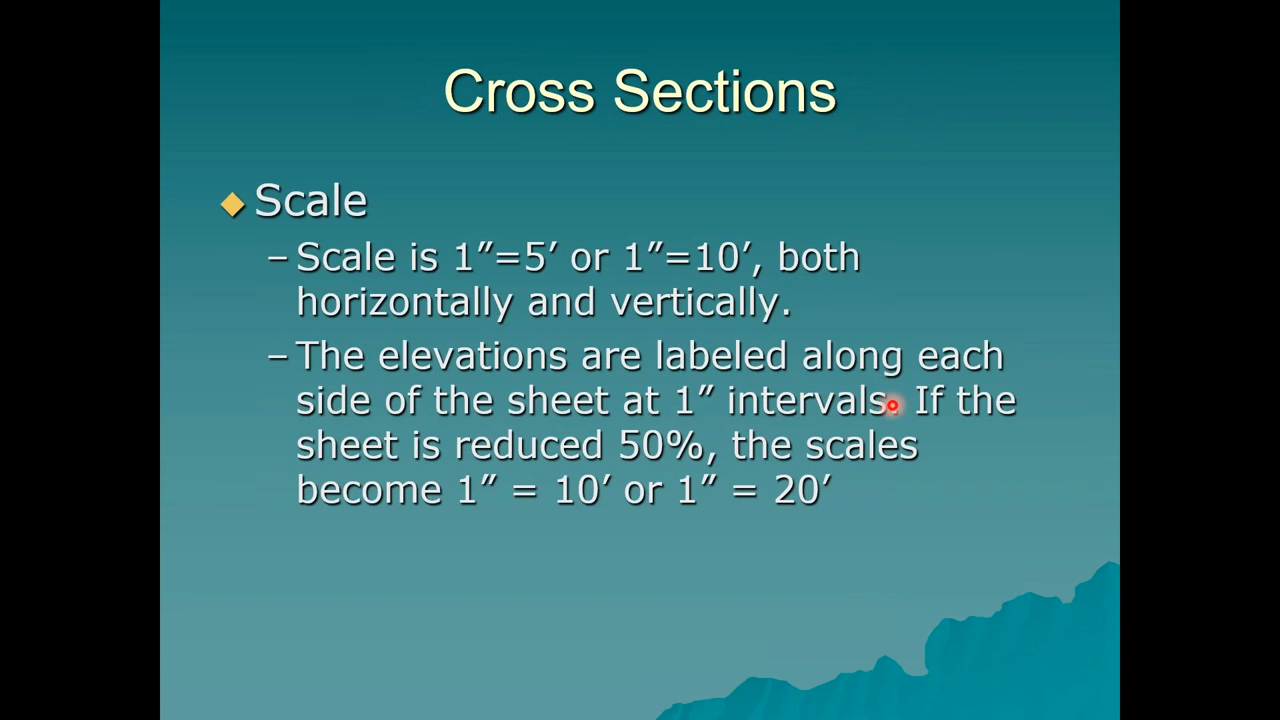 Cross Sections
Scale
– Scale is 1”=5’ or 1”=10’, both
horizontally and vertically.
– The elevations are labeled along each
side of the sheet at 1” intervals. If the
sheet is reduced 50%, the scales
become 1” = 10’ or 1” = 20’